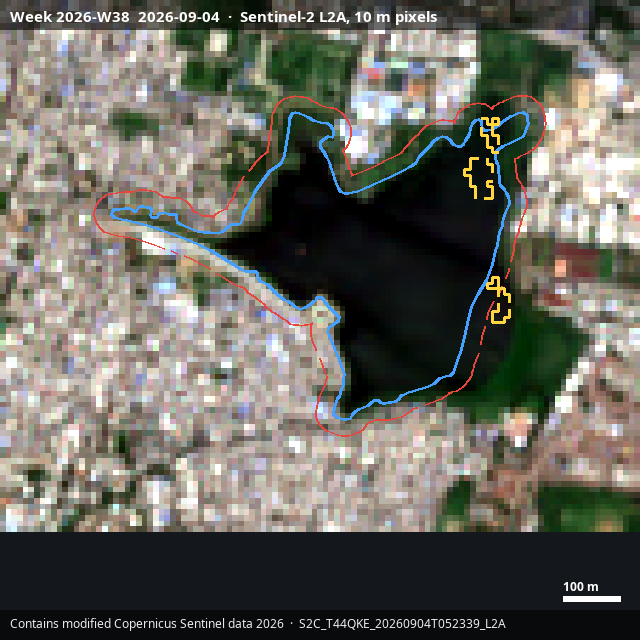 Week 2026-W38 2026-09-04 · Sentinel-2 L2A, 10 m pixels
100 m
Contains modified Copernicus Sentinel data 2026 · S2C_T44QKE_20260904T052339_L2A